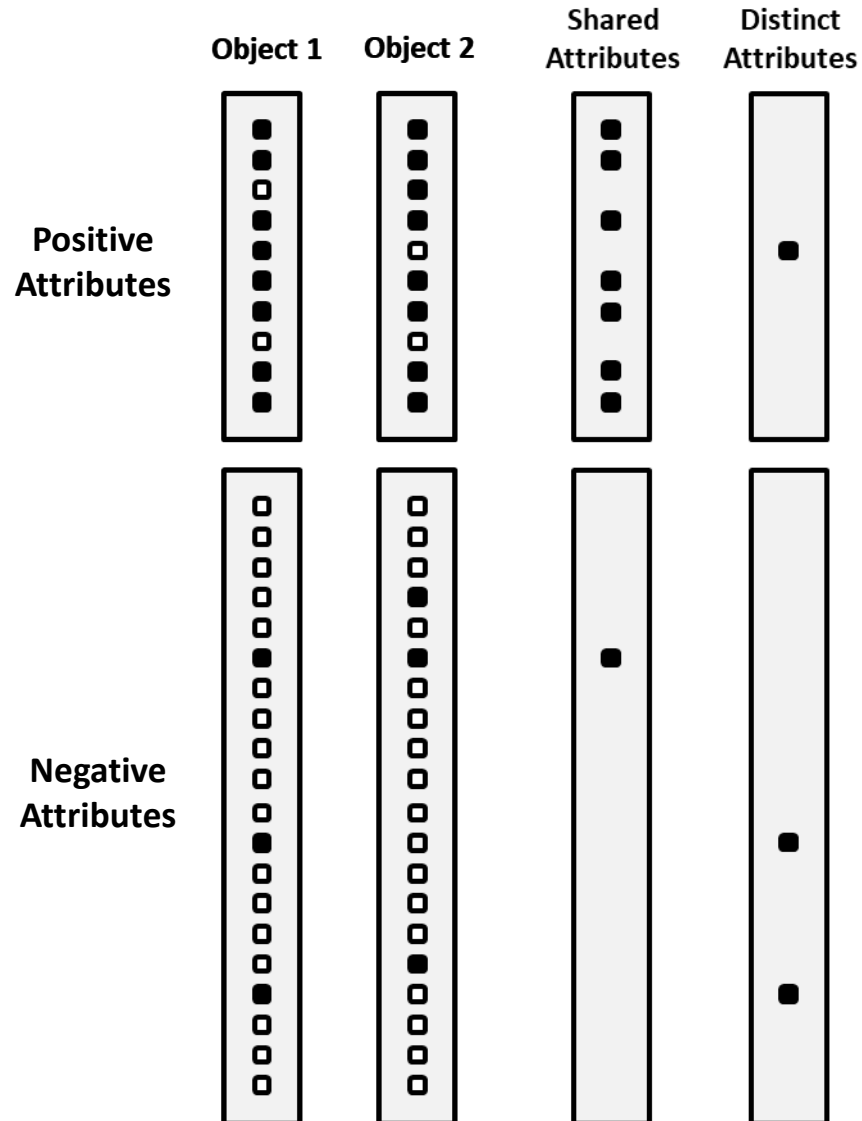 Object 1
Object 2
Shared
Attributes
Distinct
Attributes
Positive
Attributes
Negative
Attributes